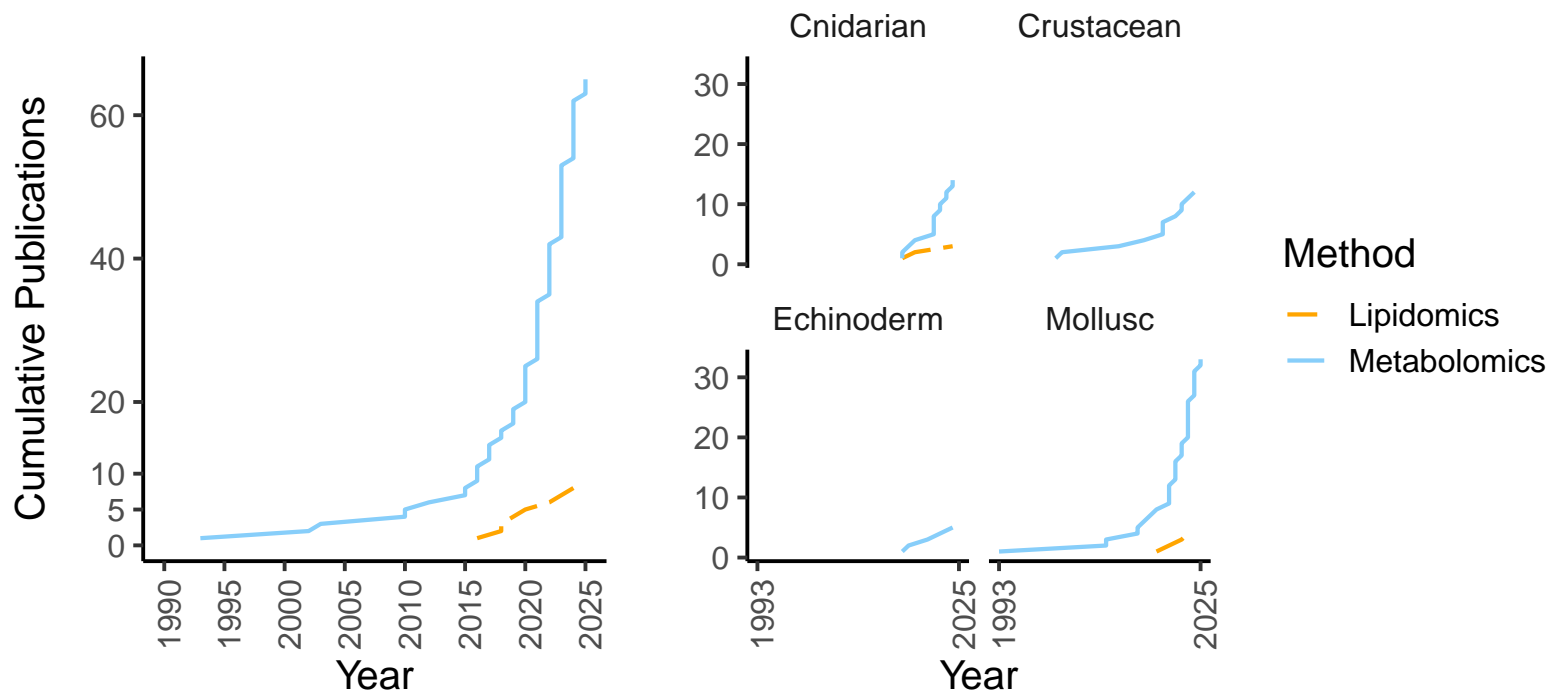 Cumulative Publications
60
40
20
10
5
0
1990
1995
2000
2005
2010
2015
2020
2025
Year
Cnidarian
Crustacean
30
20
10
0
Echinoderm
Mollusc
30
20
10
0
1993
2025
1993
2025
Year
Method
Lipidomics
Metabolomics